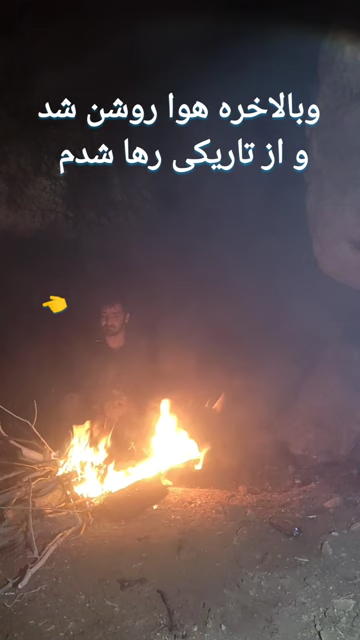 وبالاخره هوا روشن شد
و از تاریکی رها شدم